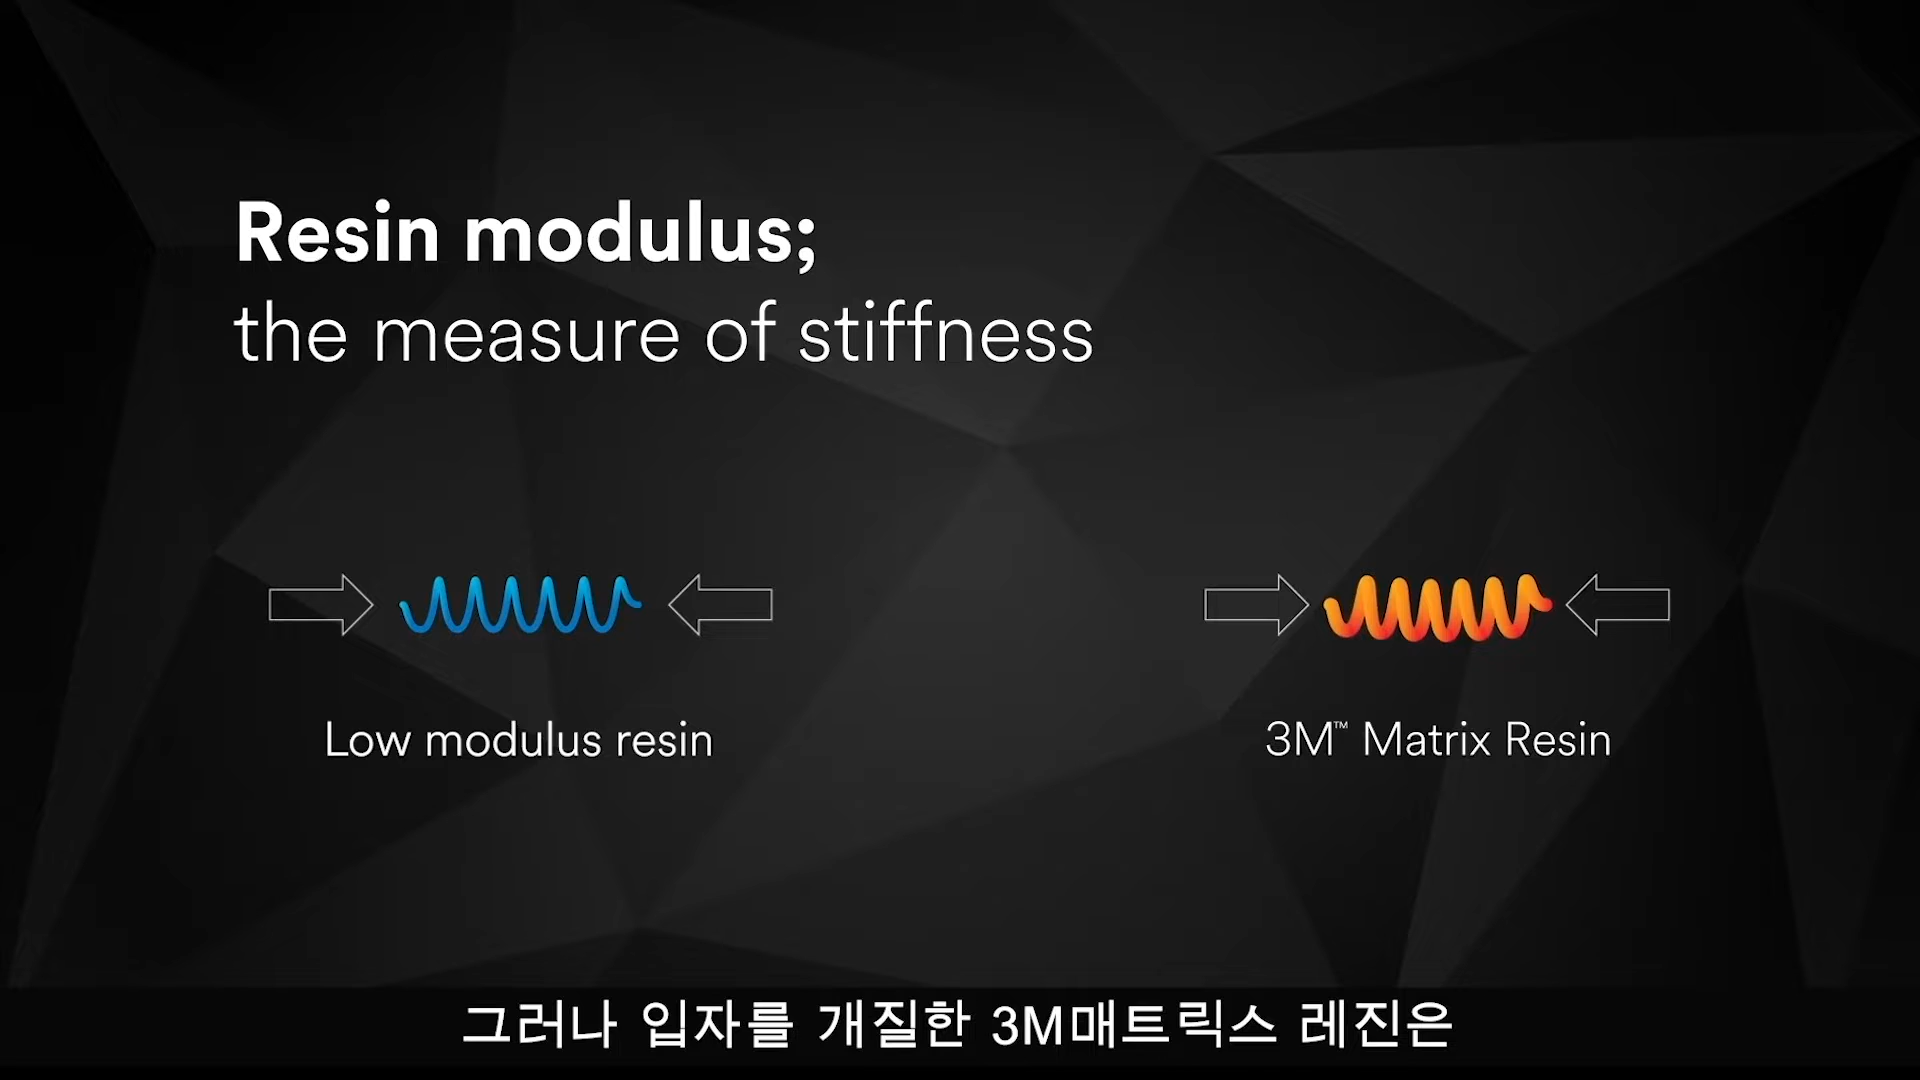 Resin modulus;
the measure of stiffness
Low modulus resin
3M™ Matrix Resin
그러나 입자를 개질한 3M매트릭스 레진은